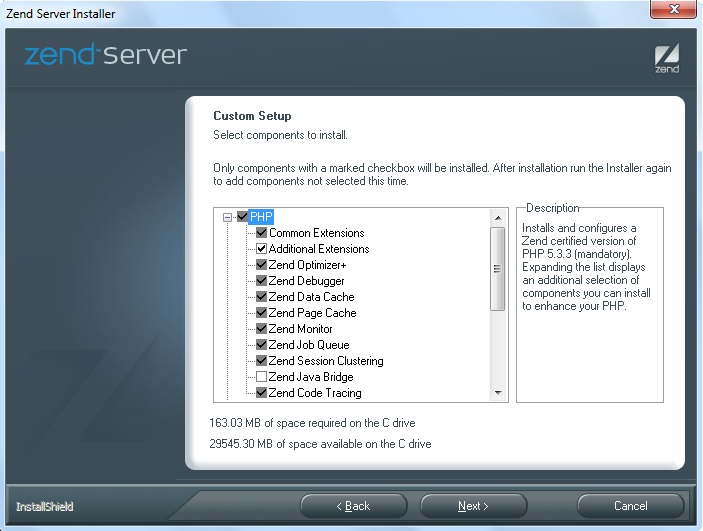 Zend Server Installer
zend Server
zend
Custom Setup
Select components to install.
Only components with a marked checkbox will be installed. After installation run the Installer again
to add components not selected this time.
PHP
Common Extensions
Additional Extensions
Zend Optimizer+
Zend Debugger
Zend Data Cache
Zend Page Cache
Zend Monitor
Zend Job Queue
Zend Session Clustering
Zend Java Bridge
Zend Code Tracing
Description
Installs and configures a
Zend certified version of
PHP 5.3.3 (mandatory).
Expanding the list displays
an additional selection of
components you can install
to enhance your PHP.
163.03 MB of space required on the C drive
29545.30 MB of space available on the C drive
InstallShield
< Back
Next >
Cancel